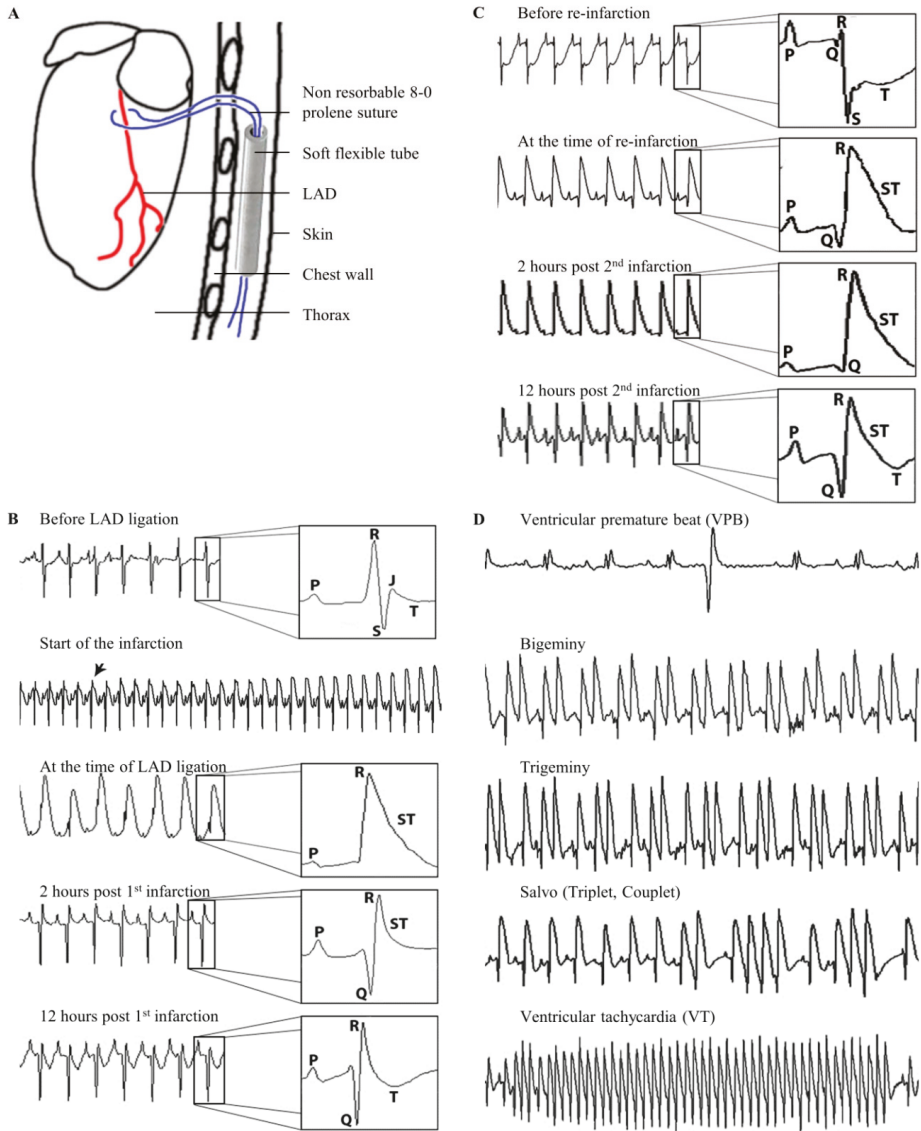 A
Non resorbable 8-0
prolene suture
Soft flexible tube
LAD
Skin
Chest wall
Thorax
B
Before LAD ligation
P
R
S
J
T
Start of the infarction
At the time of LAD ligation
P
R
ST
2 hours post 1st infarction
P
Q
R
ST
12 hours post 1st infarction
P
Q
R
T
C
Before re-infarction
P
Q
R
S
T
At the time of re-infarction
P
Q
R
ST
2 hours post 2nd infarction
P
Q
R
ST
12 hours post 2nd infarction
P
Q
R
ST
T
D
Ventricular premature beat (VPB)
Bigeminy
Trigeminy
Salvo (Triplet, Couplet)
Ventricular tachycardia (VT)